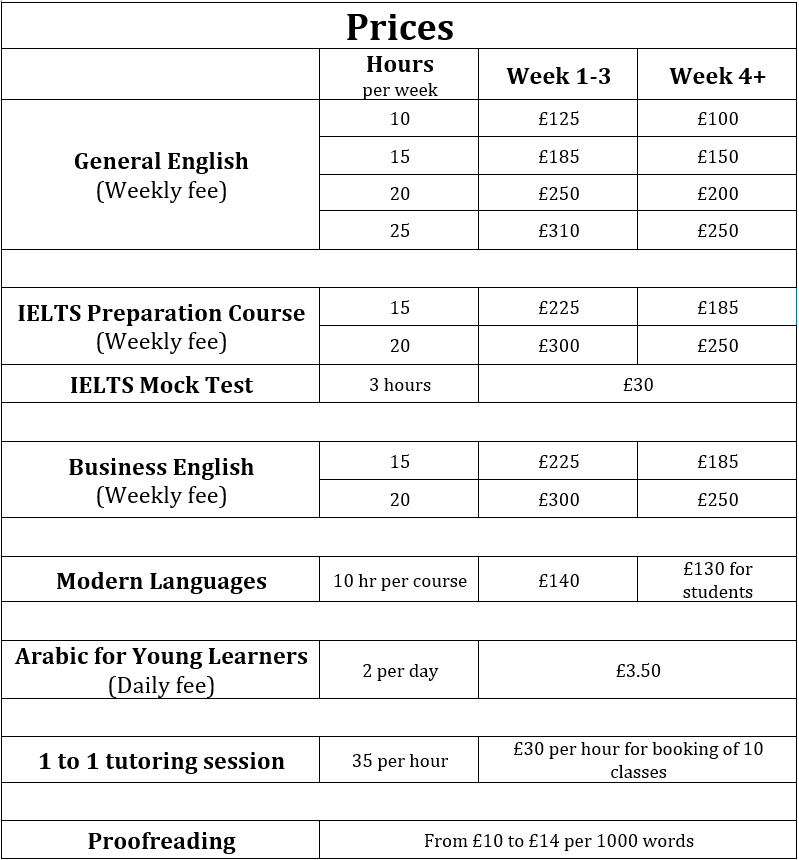 Prices
Hours
per week
Week 1-3
Week 4+
General English
(Weekly fee)
10 £125 £100
15 £185 £150
20 £250 £200
25 £310 £250
IELTS Preparation Course
(Weekly fee)
15 £225 £185
20 £300 £250
IELTS Mock Test 3 hours £30
Business English
(Weekly fee)
15 £225 £185
20 £300 £250
Modern Languages 10 hr per course £140 £130 for
students
Arabic for Young Learners
(Daily fee)
2 per day £3.50
1 to 1 tutoring session 35 per hour £30 per hour for booking of 10
classes
Proofreading From £10 to £14 per 1000 words